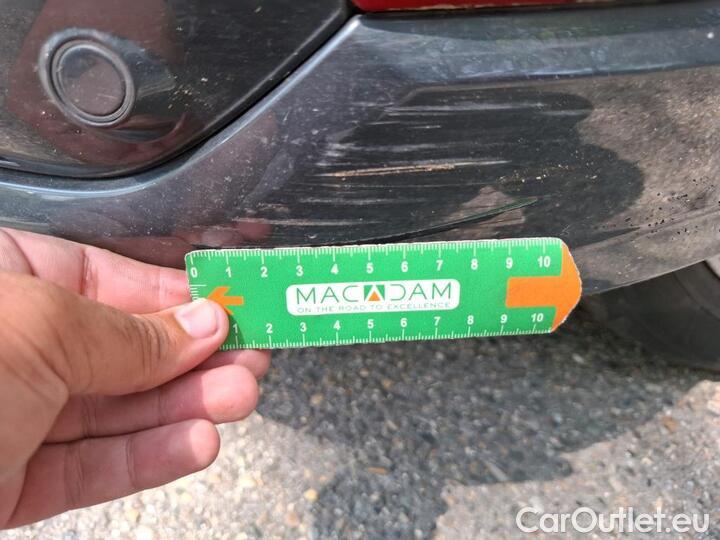 0 1 2 3 4 5 6 7 8 9 10
MACADAM
ON THE ROAD TO EXCELLENCE
1 2 3 4 5 6 7 8 9 10
CarOutlet.eu